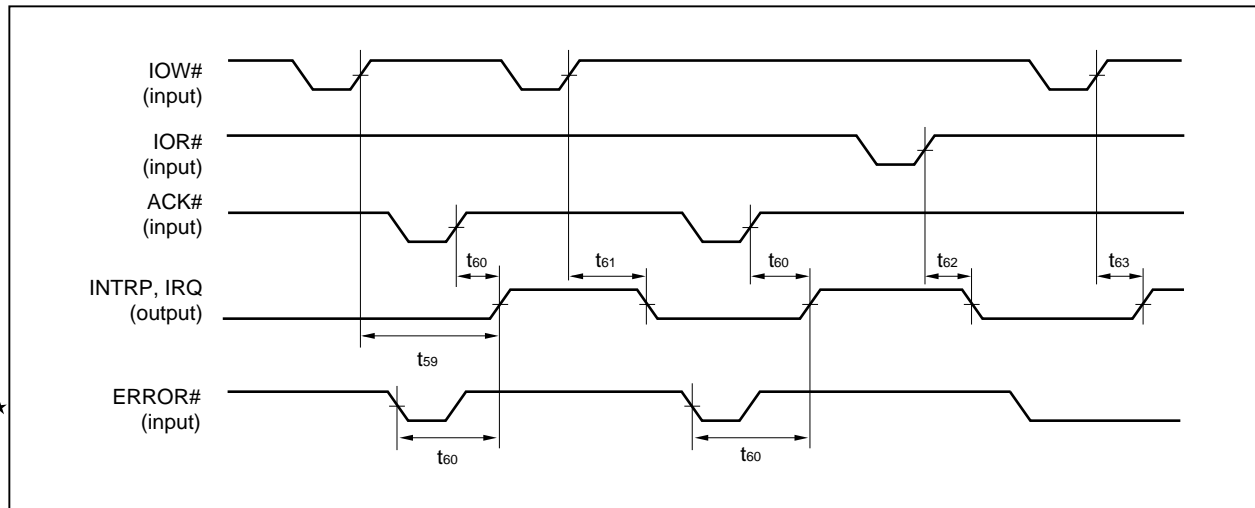 IOW#
(input)
IOR#
(input)
ACK#
(input)
t60
t61
t60
t62
t63
INTRP, IRQ
(output)
t59
ERROR#
★
(input)
t60
t60